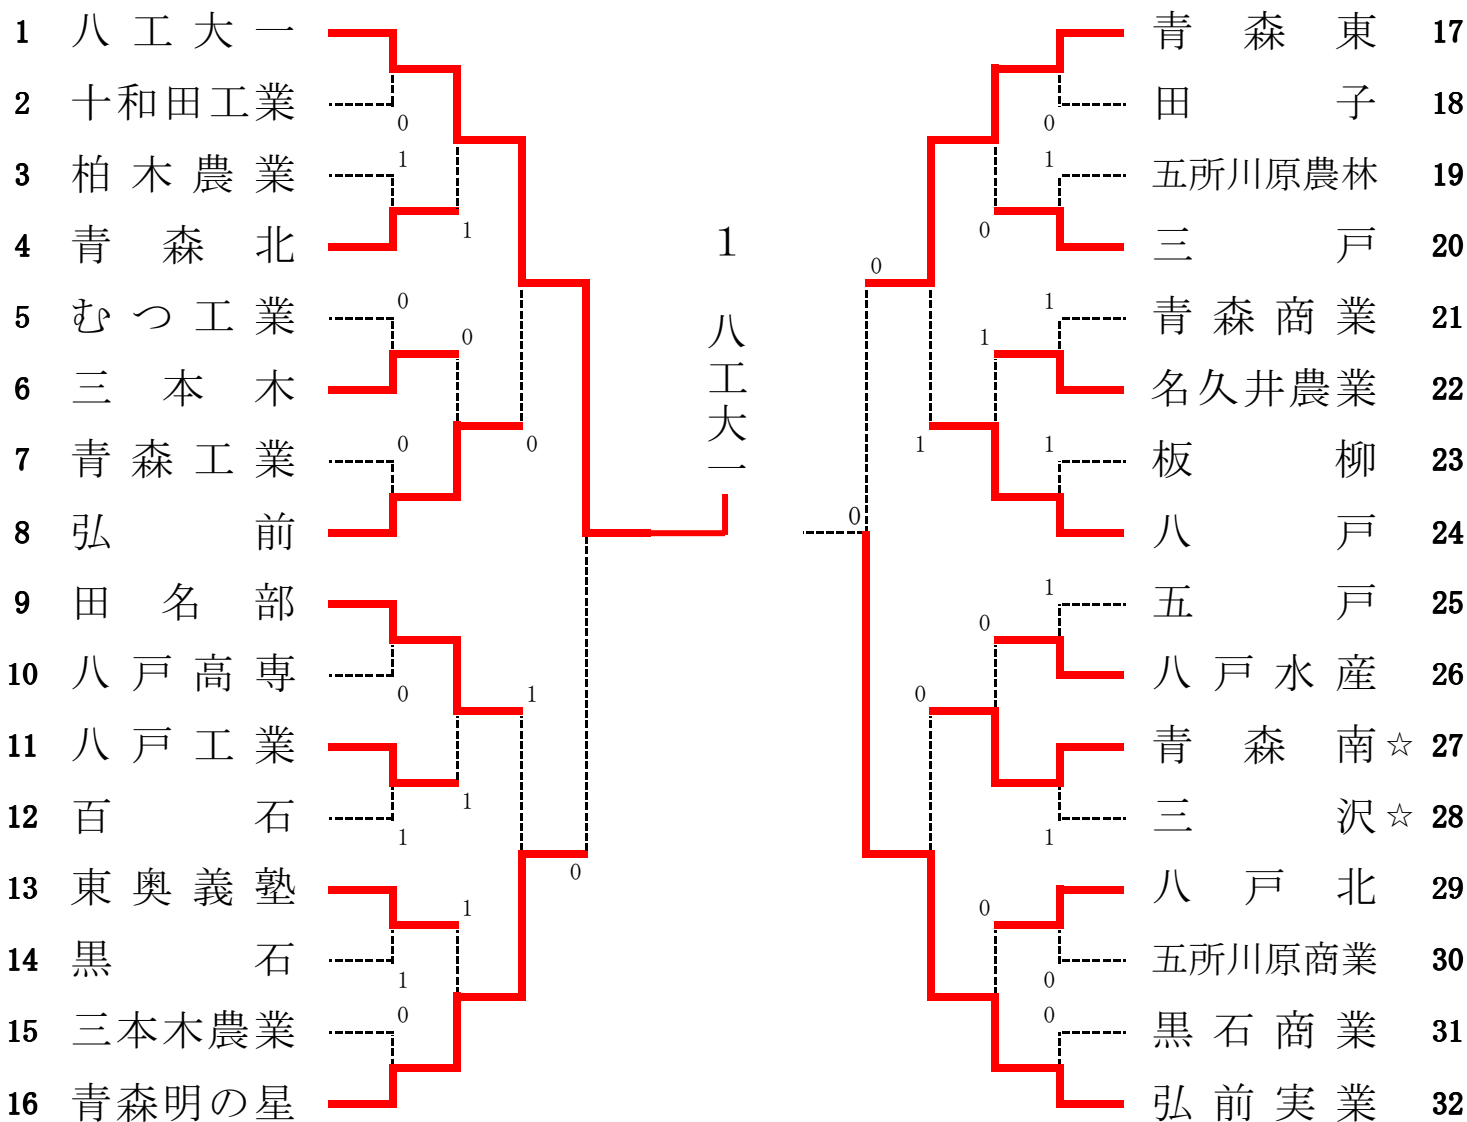 1 八工大一
2 十和田工業
3 柏木農業
4 青森北
5 むつ工業
6 三本木
7 青森工業
8 弘前
9 田名部
10 八戸高専
11 八戸工業
12 百石
13 東奥義塾
14 黒石
15 三本木農業
16 青森明の星
0
1
1
0
0
0
0
0
1
1
1
1
1
0
0
1
八工大一
0
0
0
1
0
1
1
1
1
1
0
0
1
0
0
0
青森東 17
田子 18
五所川原農林 19
三戸 20
青森商業 21
名久井農業 22
板柳 23
八戸 24
五戸 25
八戸水産 26
青森南☆ 27
三沢☆ 28
八戸北 29
五所川原商業 30
黒石商業 31
弘前実業 32